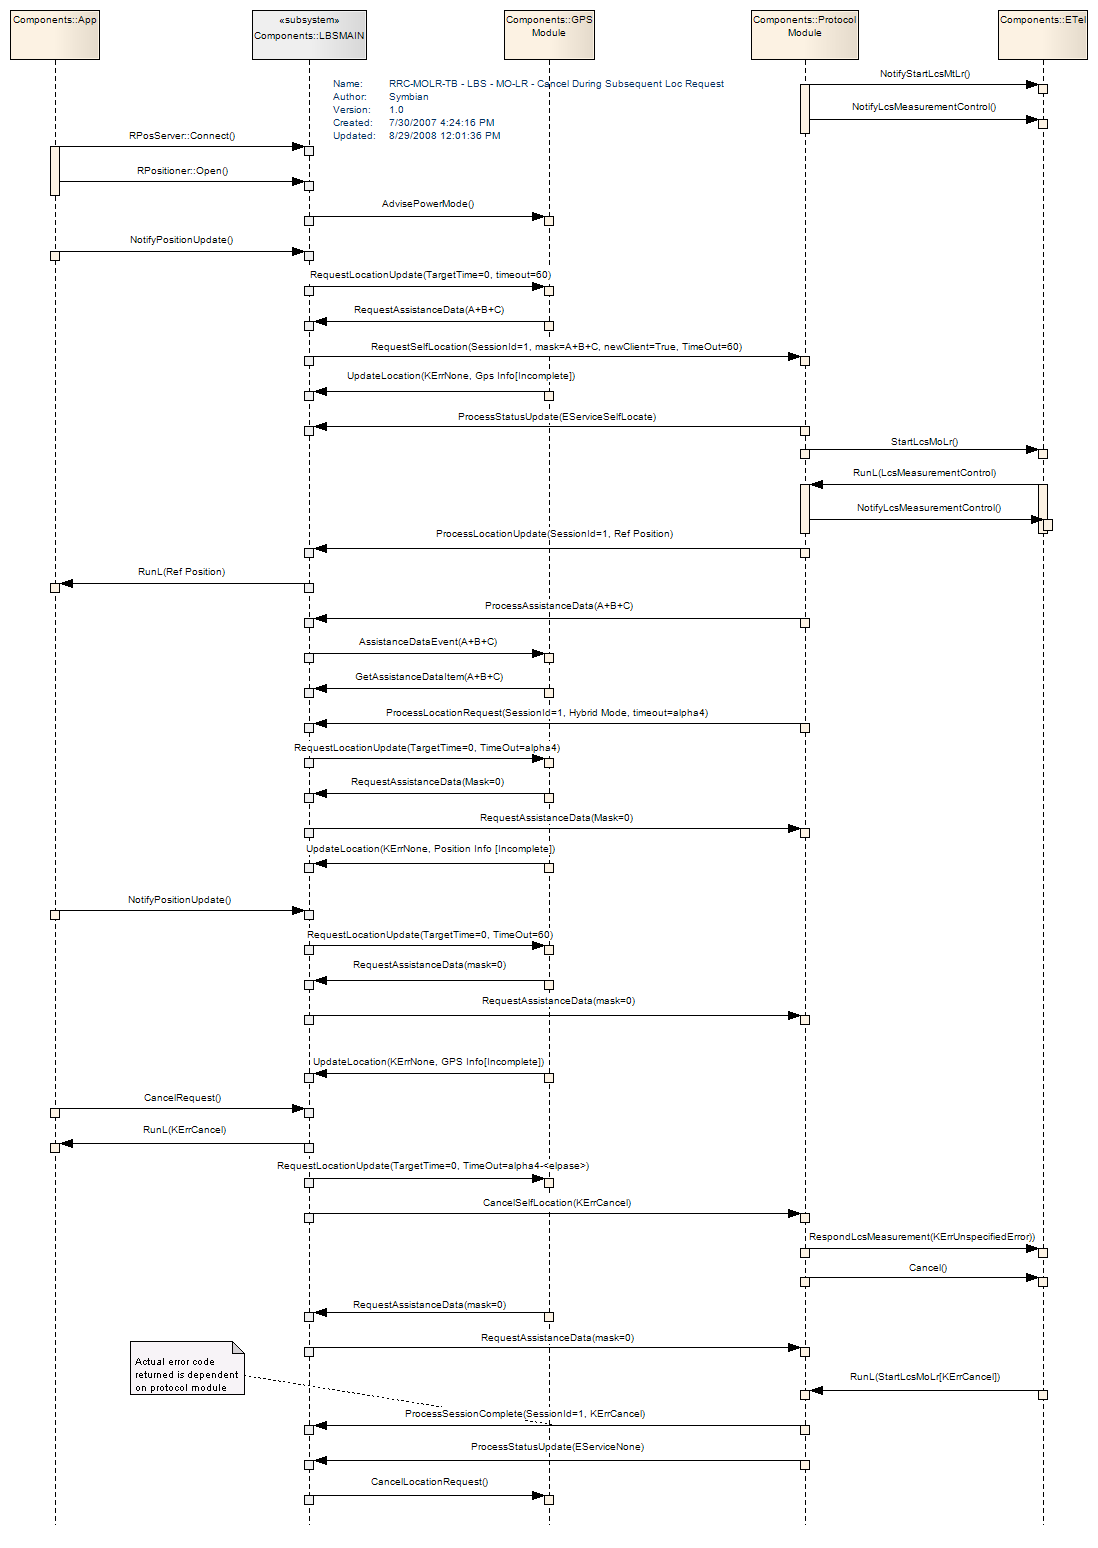 Components::App
«subsystem»
Components::LBSMAIN
Components::GPS
Module
Components::Protocol
Module
Components::ETel
Name: RRC-MOLR-TB - LBS - MO-LR - Cancel During Subsequent Loc Request
Author: Symbian
Version: 1.0
Created: 7/30/2007 4:24:16 PM
Updated: 8/29/2008 12:01:36 PM
NotifyStartLcsMtLr()
NotifyLcsMeasurementControl()
RPosServer::Connect()
RPositioner::Open()
AdvisePowerMode()
NotifyPositionUpdate()
RequestLocationUpdate(TargetTime=0, timeout=60)
RequestAssistanceData(A+B+C)
RequestSelfLocation(SessionId=1, mask=A+B+C, newClient=True, TimeOut=60)
UpdateLocation(KErrNone, Gps Info[Incomplete])
ProcessStatusUpdate(EServiceSelfLocate)
StartLcsMoLr()
RunL(LcsMeasurementControl)
NotifyLcsMeasurementControl()
ProcessLocationUpdate(SessionId=1, Ref Position)
RunL(Ref Position)
ProcessAssistanceData(A+B+C)
AssistanceDataEvent(A+B+C)
GetAssistanceDataItem(A+B+C)
ProcessLocationRequest(SessionId=1, Hybrid Mode, timeout=alpha4)
RequestLocationUpdate(TargetTime=0, TimeOut=alpha4)
RequestAssistanceData(Mask=0)
RequestAssistanceData(Mask=0)
UpdateLocation(KErrNone, Position Info [Incomplete])
NotifyPositionUpdate()
RequestLocationUpdate(TargetTime=0, TimeOut=60)
RequestAssistanceData(mask=0)
RequestAssistanceData(mask=0)
UpdateLocation(KErrNone, GPS Info[Incomplete])
CancelRequest()
RunL(KErrCancel)
RequestLocationUpdate(TargetTime=0, TimeOut=alpha4-<elpase>)
CancelSelfLocation(KErrCancel)
RespondLcsMeasurement(KErrUnspecifiedError))
Cancel()
RequestAssistanceData(mask=0)
RequestAssistanceData(mask=0)
Actual error code
returned is dependent
on protocol module
RunL(StartLcsMoLr[KErrCancel])
ProcessSessionComplete(SessionId=1, KErrCancel)
ProcessStatusUpdate(EServiceNone)
CancelLocationRequest()